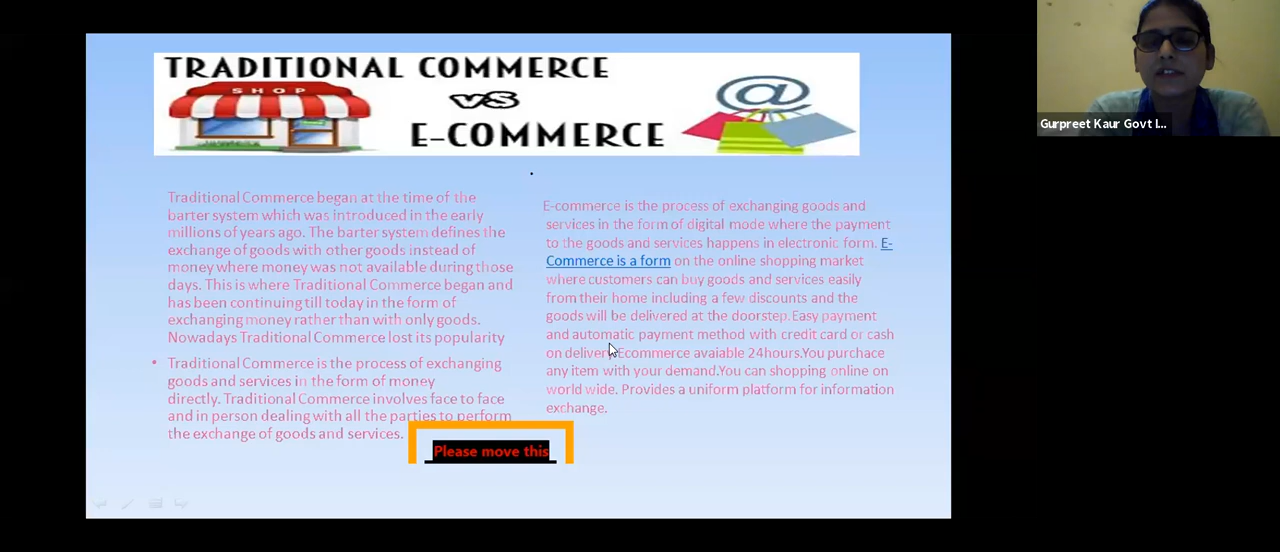 TRADITIONAL COMMERCE
SHOP
vs
@
E-COMMERCE
Traditional Commerce began at the time of the
barter system which was introduced in the early
millions of years ago. The barter system defines the
exchange of goods with other goods instead of
money where money was not available during those
days. This is where Traditional Commerce began and
has been continuing till today in the form of
exchanging money rather than with only goods.
Nowadays Traditional Commerce lost its popularity
• Traditional Commerce is the process of exchanging
goods and services in the form of money
directly. Traditional Commerce involves face to face
and in person dealing with all the parties to perform
the exchange of goods and services.
E-commerce is the process of exchanging goods and
services in the form of digital mode where the payment
to the goods and services happens in electronic form. E-
Commerce is a form on the online shopping market
where customers can buy goods and services easily
from their home including a few discounts and the
goods will be delivered at the doorstep.Easy payment
and automatic payment method with credit card or cash
on delivery.Ecommerce avaiable 24hours.You purchace
any item with your demand.You can shopping online on
world wide. Provides a uniform platform for information
exchange.
Please move this
Gurpreet Kaur Govt I...